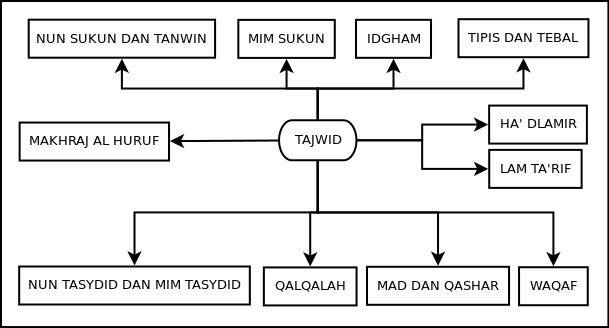 NUN SUKUN DAN TANWIN
MIM SUKUN
IDGHAM
TIPIS DAN TEBAL
MAKHRAJ AL HURUF
TAJWID
HA' DLAMIR
LAM TA'RIF
NUN TASYDID DAN MIM TASYDID
QALQALAH
MAD DAN QASHAR
WAQAF